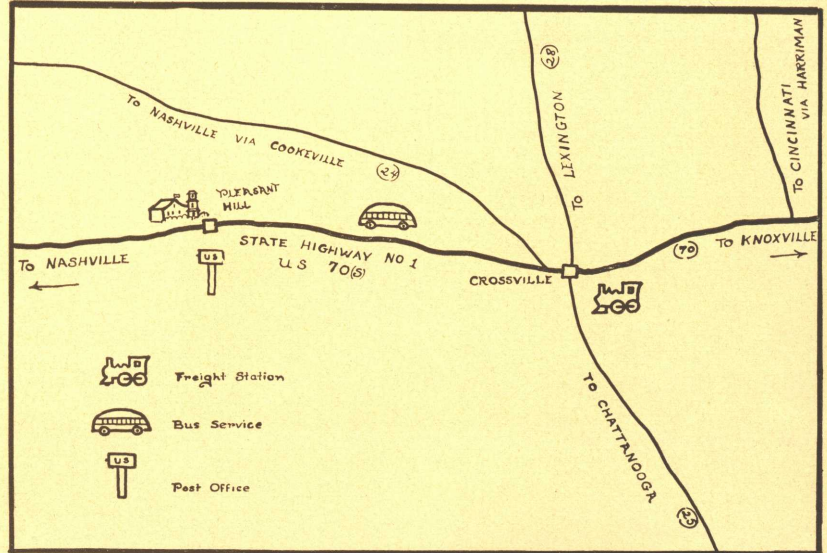 TO NASHVILLE VIA COOKEVILLE
24
TO LEXINGTON
28
TO CINCINNATI
VIA HARRIMAN
PLEASANT
HILL
US
STATE HIGHWAY NO 1
US 70(S)
TO NASHVILLE
CROSSVILLE
70
TO KNOXVILLE
TO CHATTANOOGA
Freight Station
Bus Service
US
Post Office